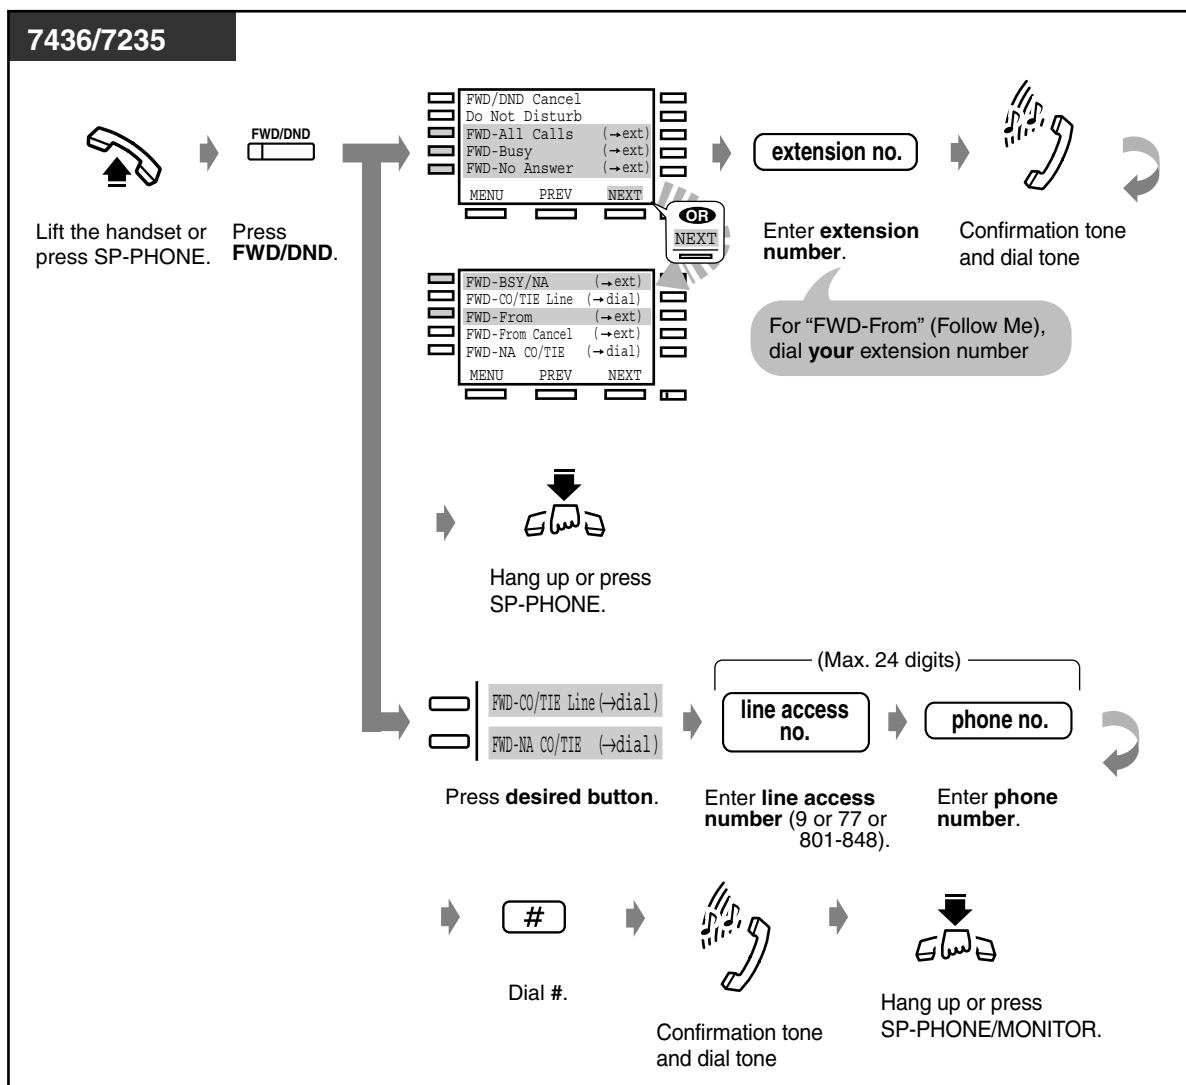 7436/7235
FWD/DND Cancel
Do Not Disturb
FWD-All Calls (→ext)
FWD-Busy (→ext)
FWD-No Answer (→ext)
MENU PREV NEXT
FWD/DND
extension no.
OR
NEXT
Lift the handset or
press SP-PHONE.
Press
FWD/DND.
Enter extension
number.
Confirmation tone
and dial tone
FWD-BSY/NA (→ext)
FWD-CO/TIE Line (→dial)
FWD-From (→ext)
FWD-From Cancel (→ext)
FWD-NA CO/TIE (→dial)
MENU PREV NEXT
For “FWD-From” (Follow Me),
dial your extension number
Hang up or press
SP-PHONE.
(Max. 24 digits)
FWD-CO/TIE Line(→dial)
FWD-NA CO/TIE (→dial)
line access
no.
phone no.
Press desired button.
Enter line access
number (9 or 77 or
801-848).
Enter phone
number.
#
Dial #.
Confirmation tone
and dial tone
Hang up or press
SP-PHONE/MONITOR.